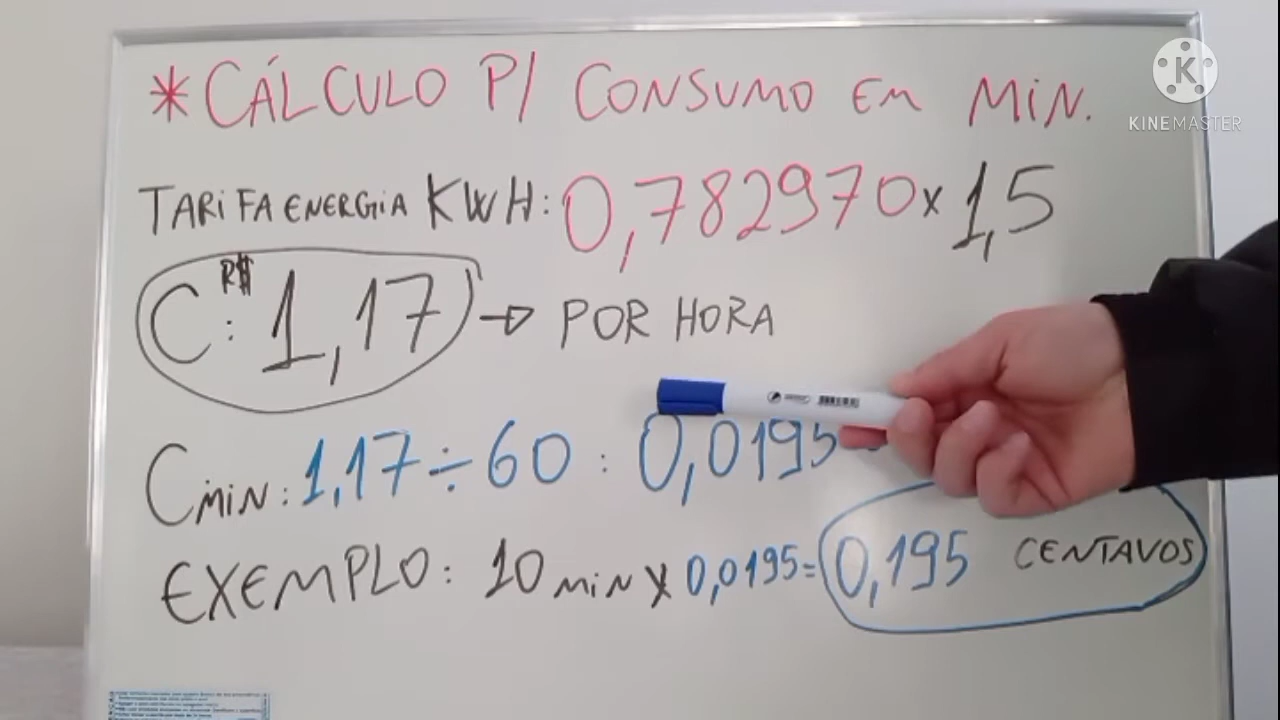 * CÁLCULO P/ CONSUMO EM MIN.
KINEMASTER
TARIFA ENERGIA KWH: 0,782970 x 1,5
C: R$ 1,17 → POR HORA
CMIN: 1,17 ÷ 60 : 0,0195
EXEMPLO: 10 MIN X 0,0195 = 0,195 CENTAVOS